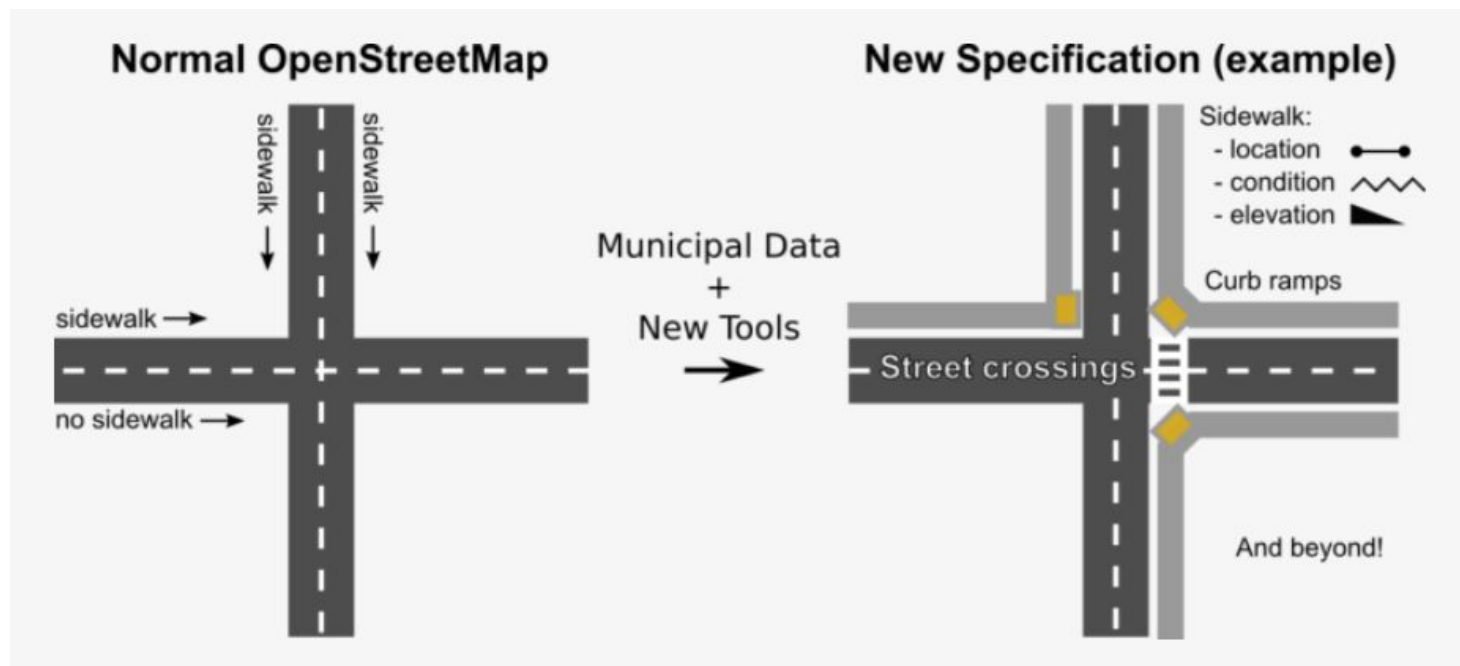 Normal OpenStreetMap
sidewalk
sidewalk
sidewalk
no sidewalk
Municipal Data
+
New Tools
New Specification (example)
Sidewalk:
- location
- condition
- elevation
Curb ramps
Street crossings
And beyond!